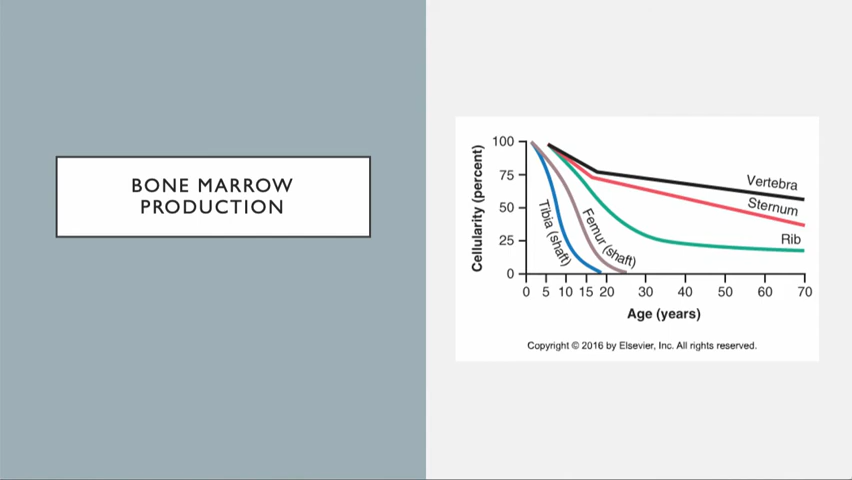 BONE MARROW
PRODUCTION
Cellularity (percent)
100
75
50
25
0
Vertebra
Sternum
Rib
Tibia (shaft)
Femur (shaft)
0 5 10 15 20 30 40 50 60 70
Age (years)
Copyright © 2016 by Elsevier, Inc. All rights reserved.